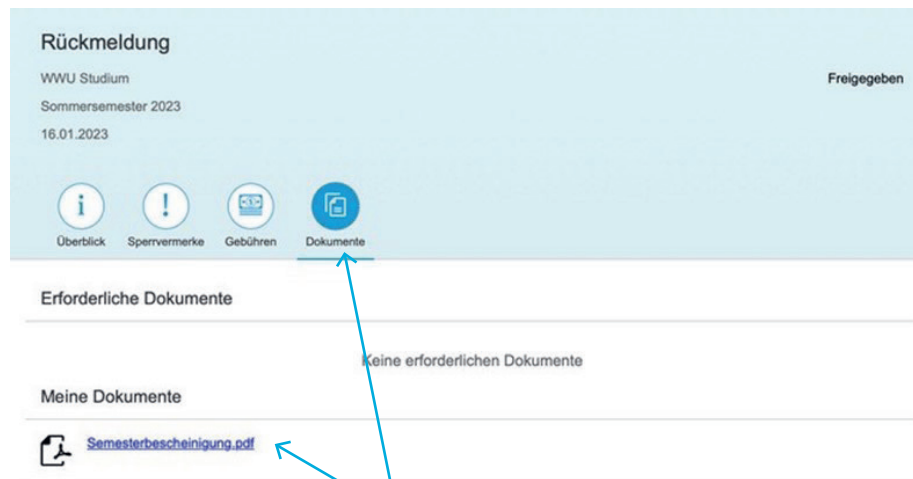 Rückmeldung
WWU Studium
Freigegeben
Sommersemester 2023
16.01.2023
Überblick Sperrvermerke Gebühren Dokumente
Erforderliche Dokumente
Keine erforderlichen Dokumente
Meine Dokumente
Semesterbescheinigung.pdf